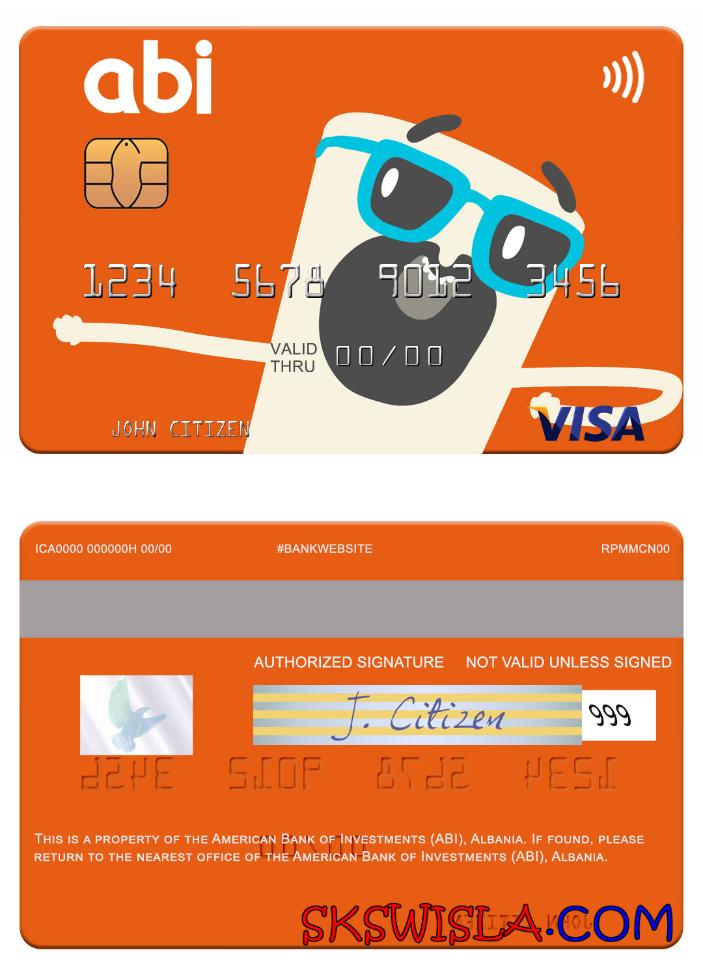 abi
1234 5678 9012 3456
VALID
THRU 00/00
JOHN CITIZEN
VISA
ICA0000 000000H 00/00 #BANKWEBSITE RPMMCN00
AUTHORIZED SIGNATURE NOT VALID UNLESS SIGNED
J. Citizen 999
THIS IS A PROPERTY OF THE AMERICAN BANK OF INVESTMENTS (ABI), ALBANIA. IF FOUND, PLEASE
RETURN TO THE NEAREST OFFICE OF THE AMERICAN BANK OF INVESTMENTS (ABI), ALBANIA.
SKSWISLA.COM